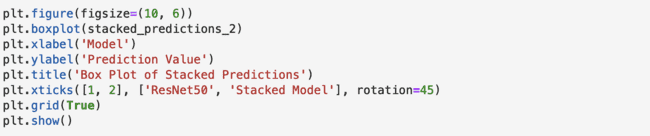 plt.figure(figsize=(10, 6))
plt.boxplot(stacked_predictions_2)
plt.xlabel('Model')
plt.ylabel('Prediction Value')
plt.title('Box Plot of Stacked Predictions')
plt.xticks([1, 2], ['ResNet50', 'Stacked Model'], rotation=45)
plt.grid(True)
plt.show()